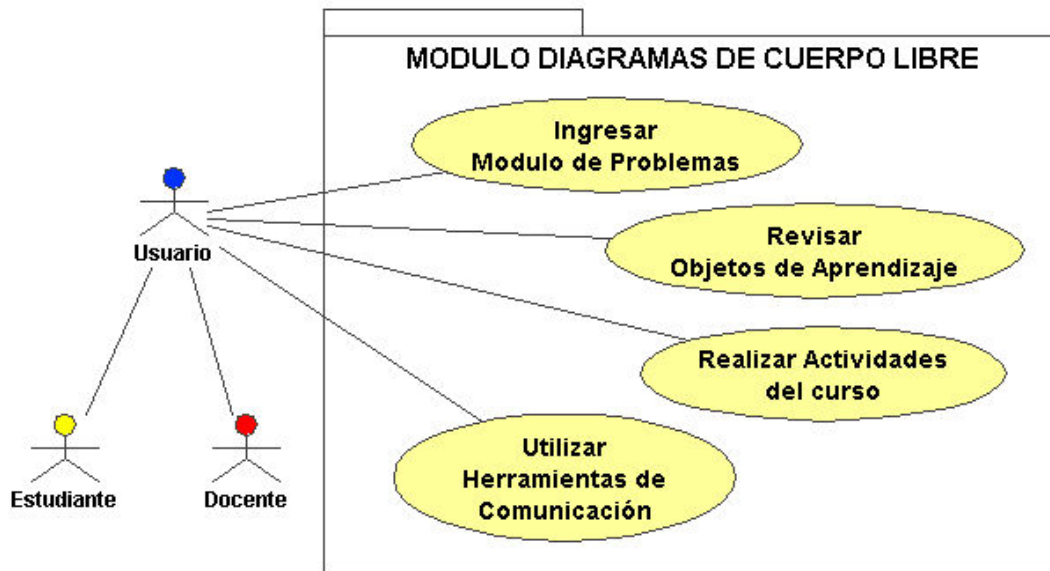 MODULO DIAGRAMAS DE CUERPO LIBRE
Ingresar
Modulo de Problemas
Usuario
Revisar
Objetos de Aprendizaje
Realizar Actividades
del curso
Utilizar
Herramientas de
Comunicación
Estudiante
Docente